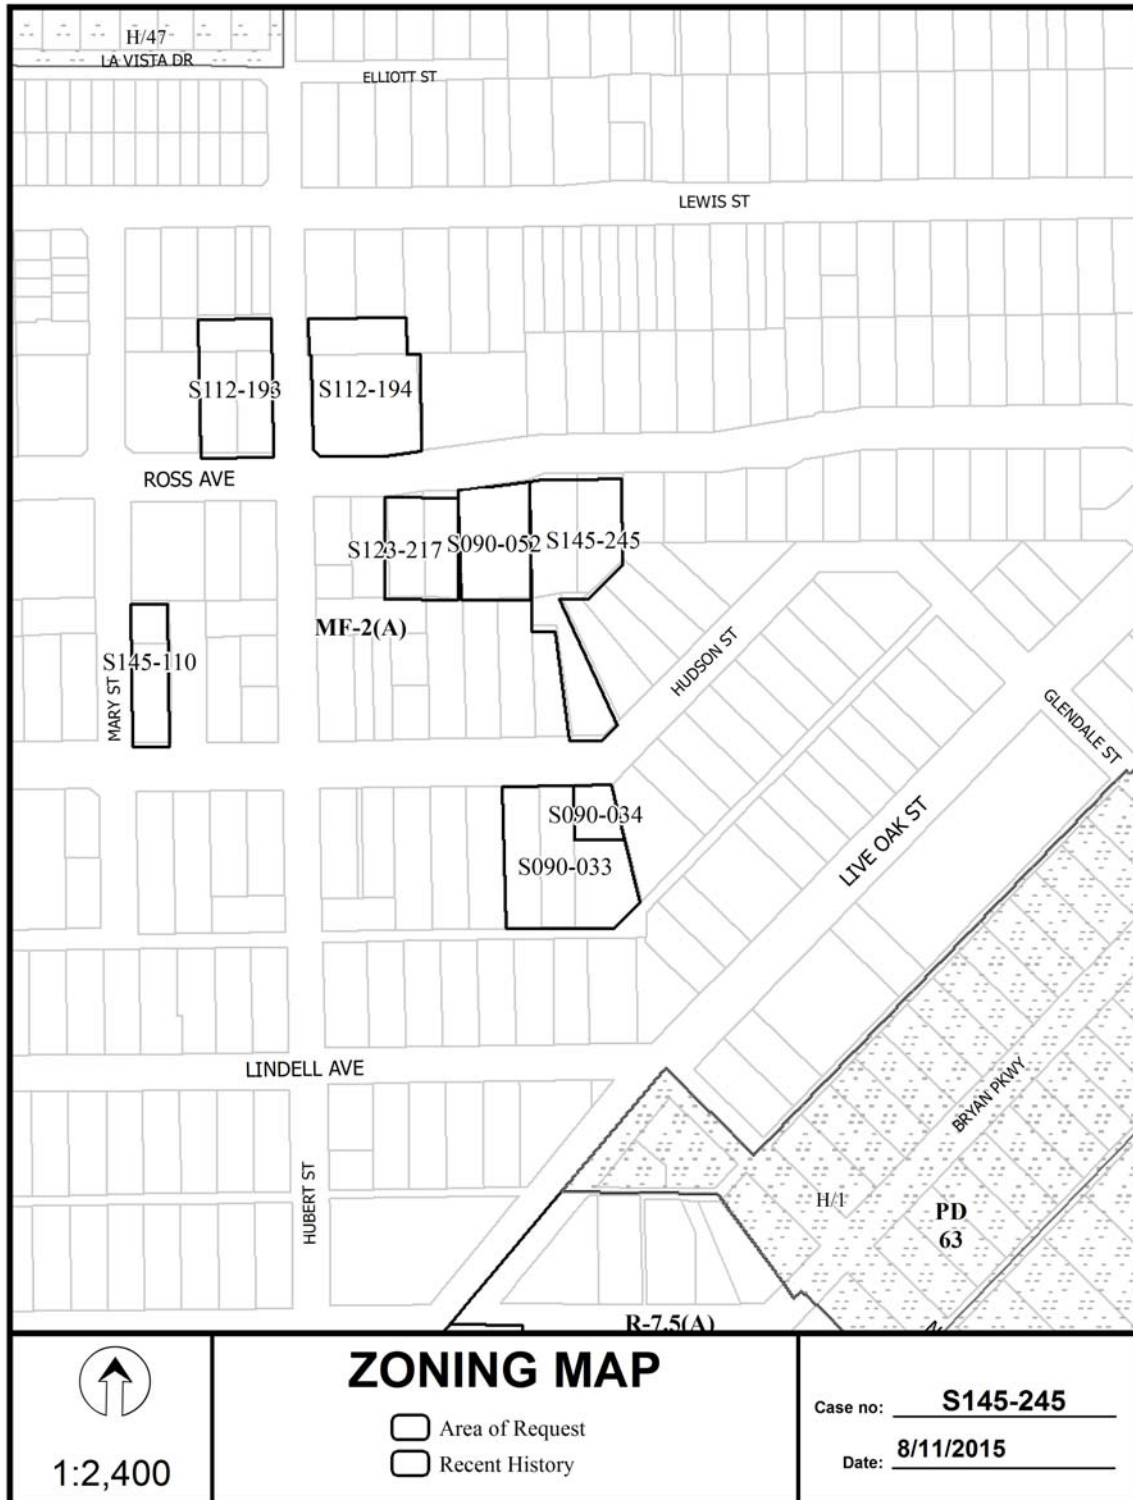 H/47
LA VISTA DR
ELLIOTT ST
LEWIS ST
S112-193
S112-194
ROSS AVE
S123-217
S090-052
S145-245
MF-2(A)
S145-110
MARY ST
HUDSON ST
GLENDALE ST
S090-034
S090-033
LIVE OAK ST
LINDELL AVE
BRYAN PKWY
HUBERT ST
H/1
PD
63
R-7.5(A)
1:2,400
ZONING MAP
Area of Request
Recent History
Case no: S145-245
Date: 8/11/2015